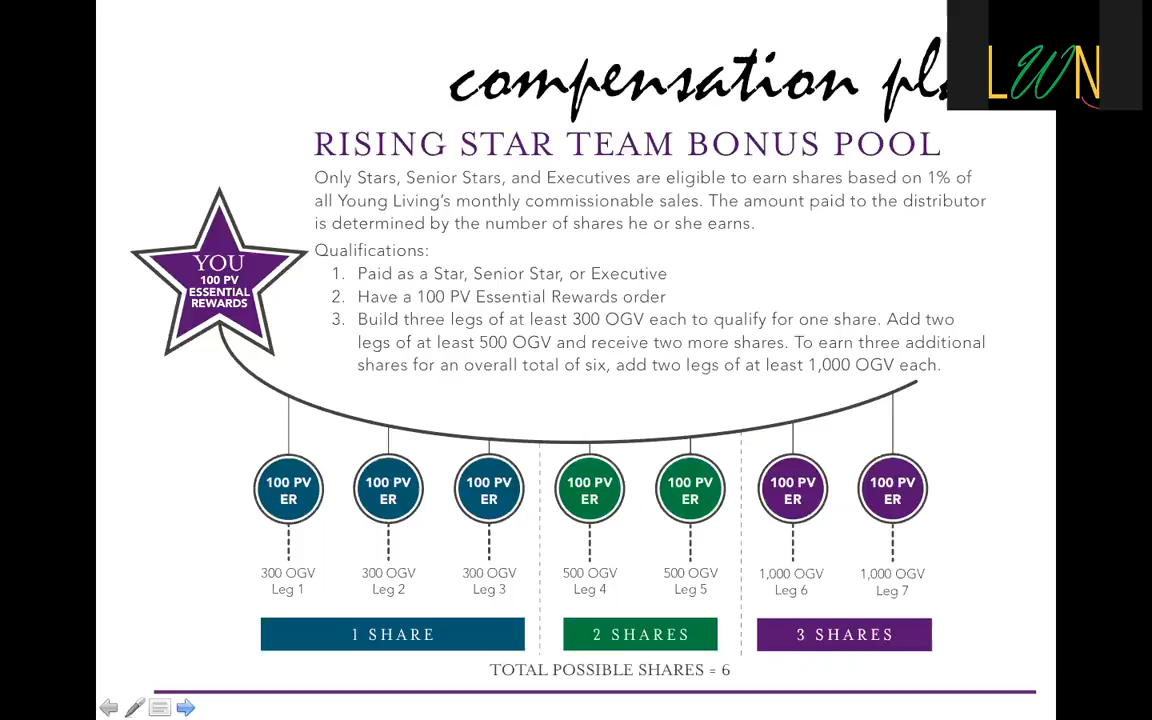 compensation
LWN
RISING STAR TEAM BONUS POOL
Only Stars, Senior Stars, and Executives are eligible to earn shares based on 1% of
all Young Living's monthly commissionable sales. The amount paid to the distributor
is determined by the number of shares he or she earns.
Qualifications:
1. Paid as a Star, Senior Star, or Executive
2. Have a 100 PV Essential Rewards order
3. Build three legs of at least 300 OGV each to qualify for one share. Add two
legs of at least 500 OGV and receive two more shares. To earn three additional
shares for an overall total of six, add two legs of at least 1,000 OGV each.
YOU
100 PV
ESSENTIAL
REWARDS
100 PV ER
100 PV ER
100 PV ER
100 PV ER
100 PV ER
100 PV ER
100 PV ER
300 OGV Leg 1
300 OGV Leg 2
300 OGV Leg 3
500 OGV Leg 4
500 OGV Leg 5
1,000 OGV Leg 6
1,000 OGV Leg 7
1 SHARE
2 SHARES
3 SHARES
TOTAL POSSIBLE SHARES = 6